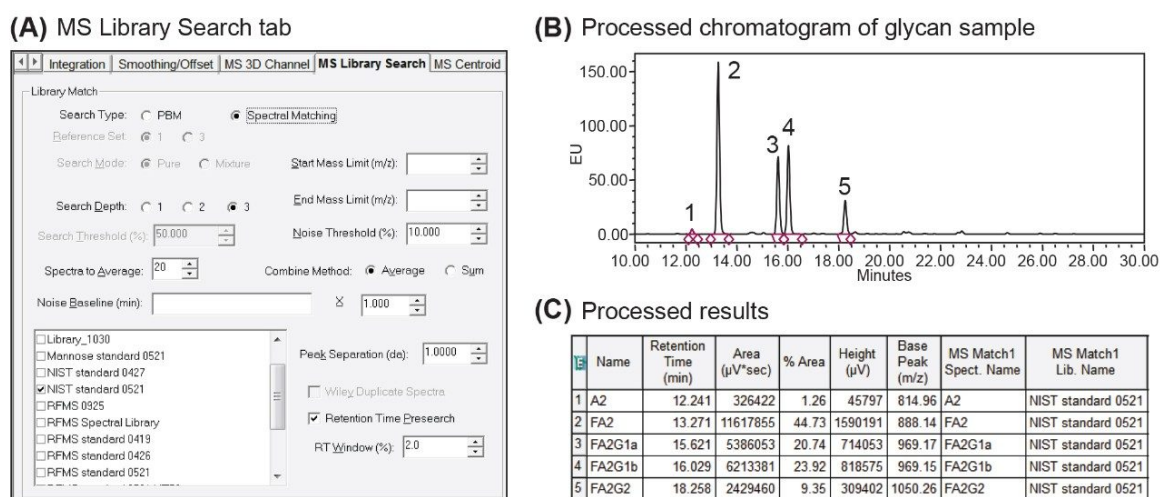 (A) MS Library Search tab
Integration Smoothing/Offset MS 3D Channel MS Library Search MS Centroid
Library Match
Search Type: PBM Spectral Matching
Reference Set: 1 3
Search Mode: Pure Mixture Start Mass Limit (m/z):
Search Depth: 1 2 3 End Mass Limit (m/z):
Search Threshold (%): 50.000 Noise Threshold (%): 10.000
Spectra to Average: 20 Combine Method: Average Sum
Noise Baseline (min): X 1.000
Library_1030
Mannose standard 0521
NIST standard 0427
NIST standard 0521
RFMS 0925
RFMS Spectral Library
RFMS standard 0419
RFMS standard 0426
RFMS standard 0521
Peak Separation (da): 1.0000
Wiley Duplicate Spectra
Retention Time Presearch
RT Window (%): 2.0
(B) Processed chromatogram of glycan sample
EU
150.00
100.00
50.00
0.00
1
2
3
4
5
10.00 12.00 14.00 16.00 18.00 20.00 22.00 24.00 26.00 28.00 30.00
Minutes
(C) Processed results
Name Retention Time (min) Area (µV*sec) % Area Height (µV) Base Peak (m/z) MS Match1 Spect. Name MS Match1 Lib. Name
1 A2 12.241 326422 1.26 45797 814.96 A2 NIST standard 0521
2 FA2 13.271 11617855 44.73 1590191 888.14 FA2 NIST standard 0521
3 FA2G1a 15.621 5386053 20.74 714053 969.17 FA2G1a NIST standard 0521
4 FA2G1b 16.029 6213381 23.92 818575 969.15 FA2G1b NIST standard 0521
5 FA2G2 18.258 2429460 9.35 309402 1050.26 FA2G2 NIST standard 0521